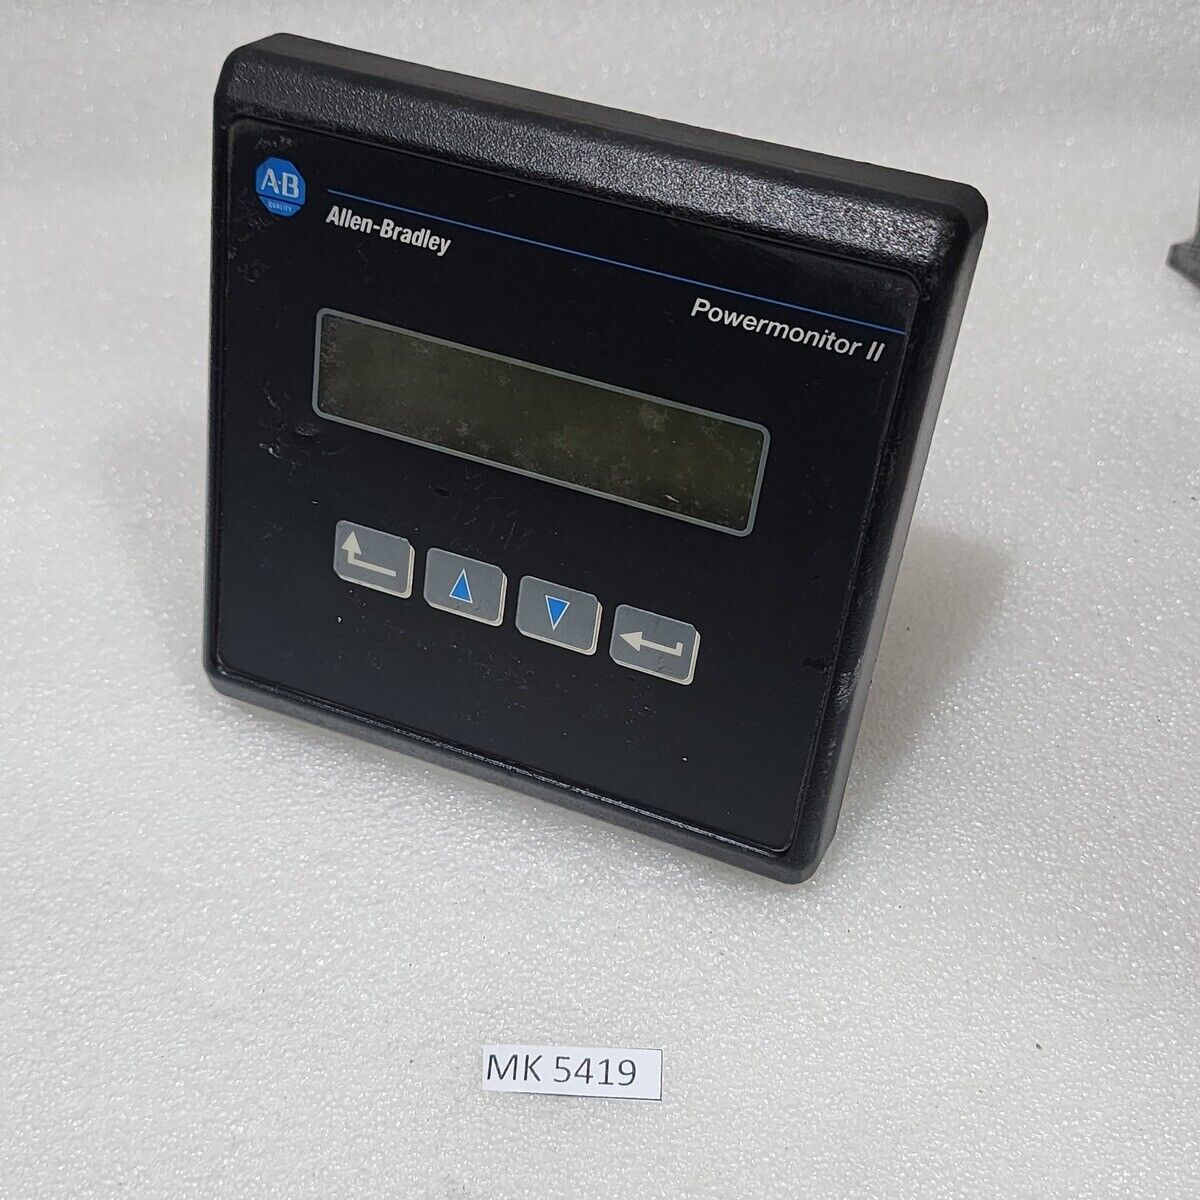 A-B
QUALITY
Allen-Bradley
Powermonitor II
MK 5419